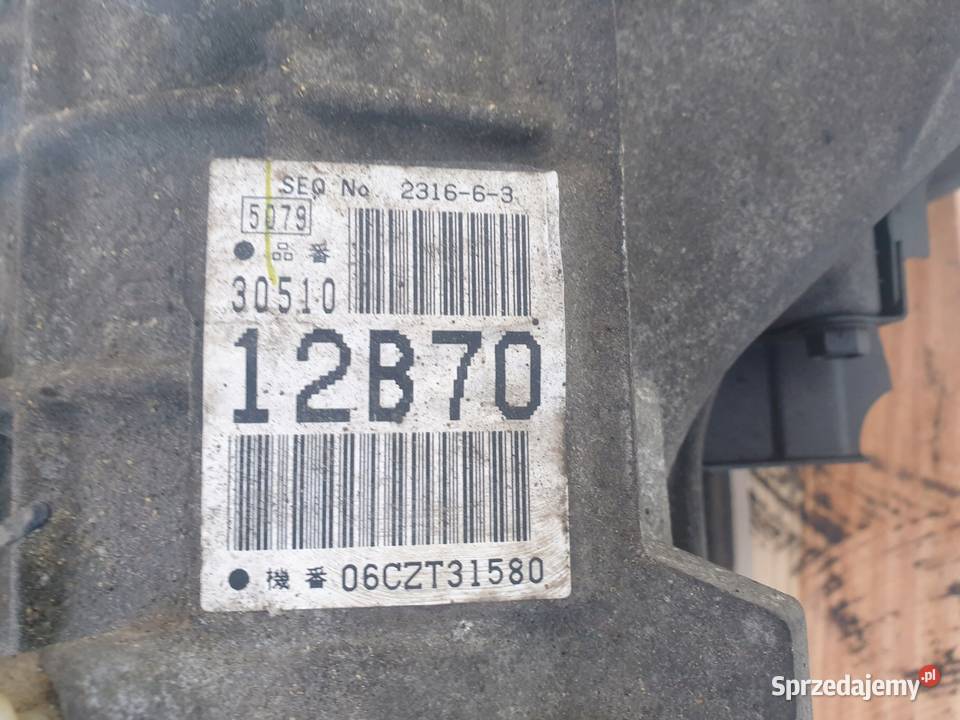 SEQ No 2316-6-3
5079
● 品番
30510
12B70
● 機番 06CZT31580
Sprzedajemy.pl